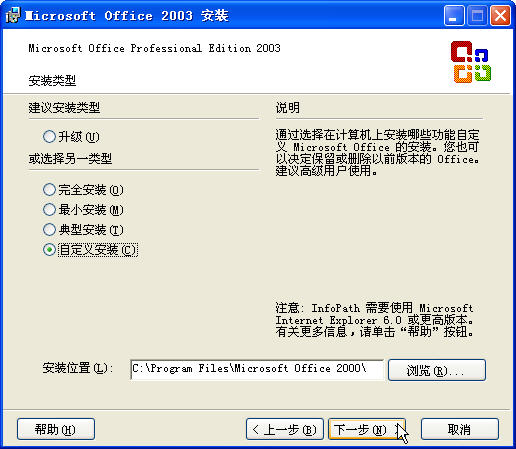 Microsoft Office 2003 安装
Microsoft Office Professional Edition 2003
安装类型
建议安装类型
升级(U)
或选择另一类型
完全安装(O)
最小安装(M)
典型安装(T)
自定义安装(C)
说明
通过选择在计算机上安装哪些功能自定
义 Microsoft Office 的安装。您也可
以决定保留或删除以前版本的 Office。
建议高级用户使用。
注意: InfoPath 需要使用 Microsoft
Internet Explorer 6.0 或更高版本。
有关更多信息,请单击“帮助”按钮。
安装位置(L):
C:\Program Files\Microsoft Office 2000\
浏览(R)...
帮助(H)
< 上一步(B)
下一步(N) >
取消